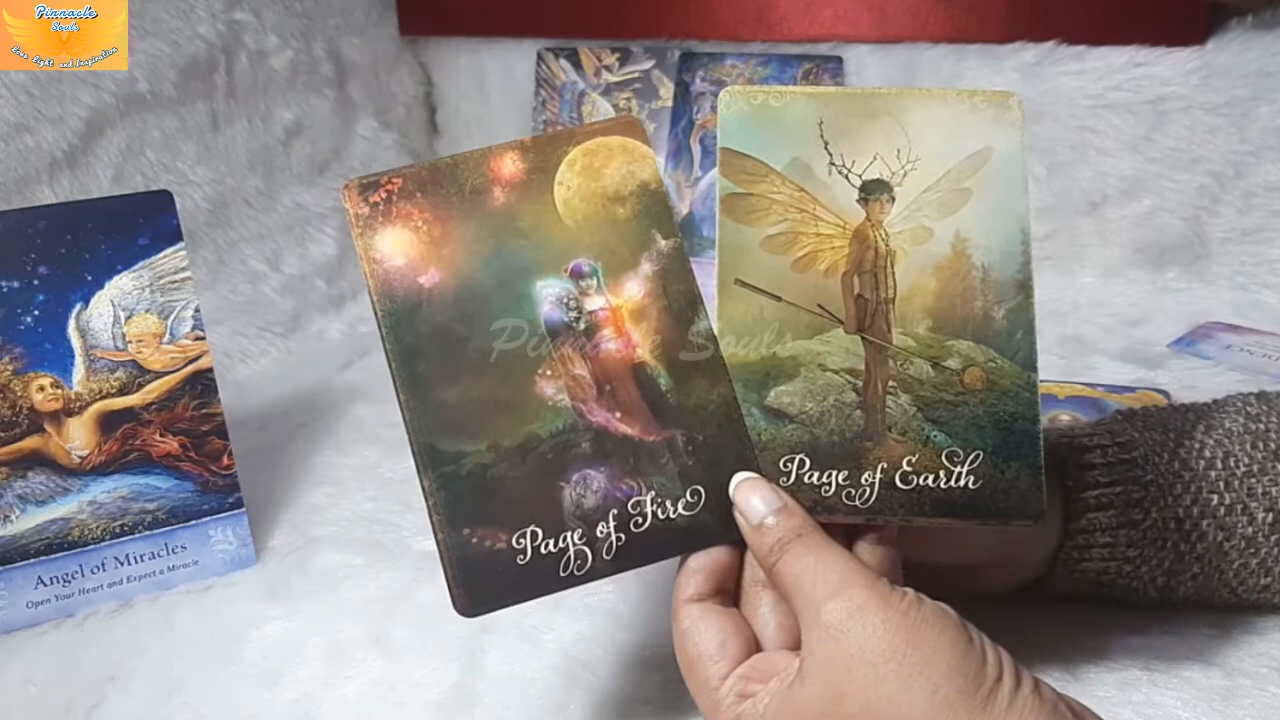 Pinnacle
Souls
Love Light and Inspiration
Pinnacle Souls
Page of Fire
Page of Earth
Angel of Miracles
Open Your Heart and Expect a Miracle